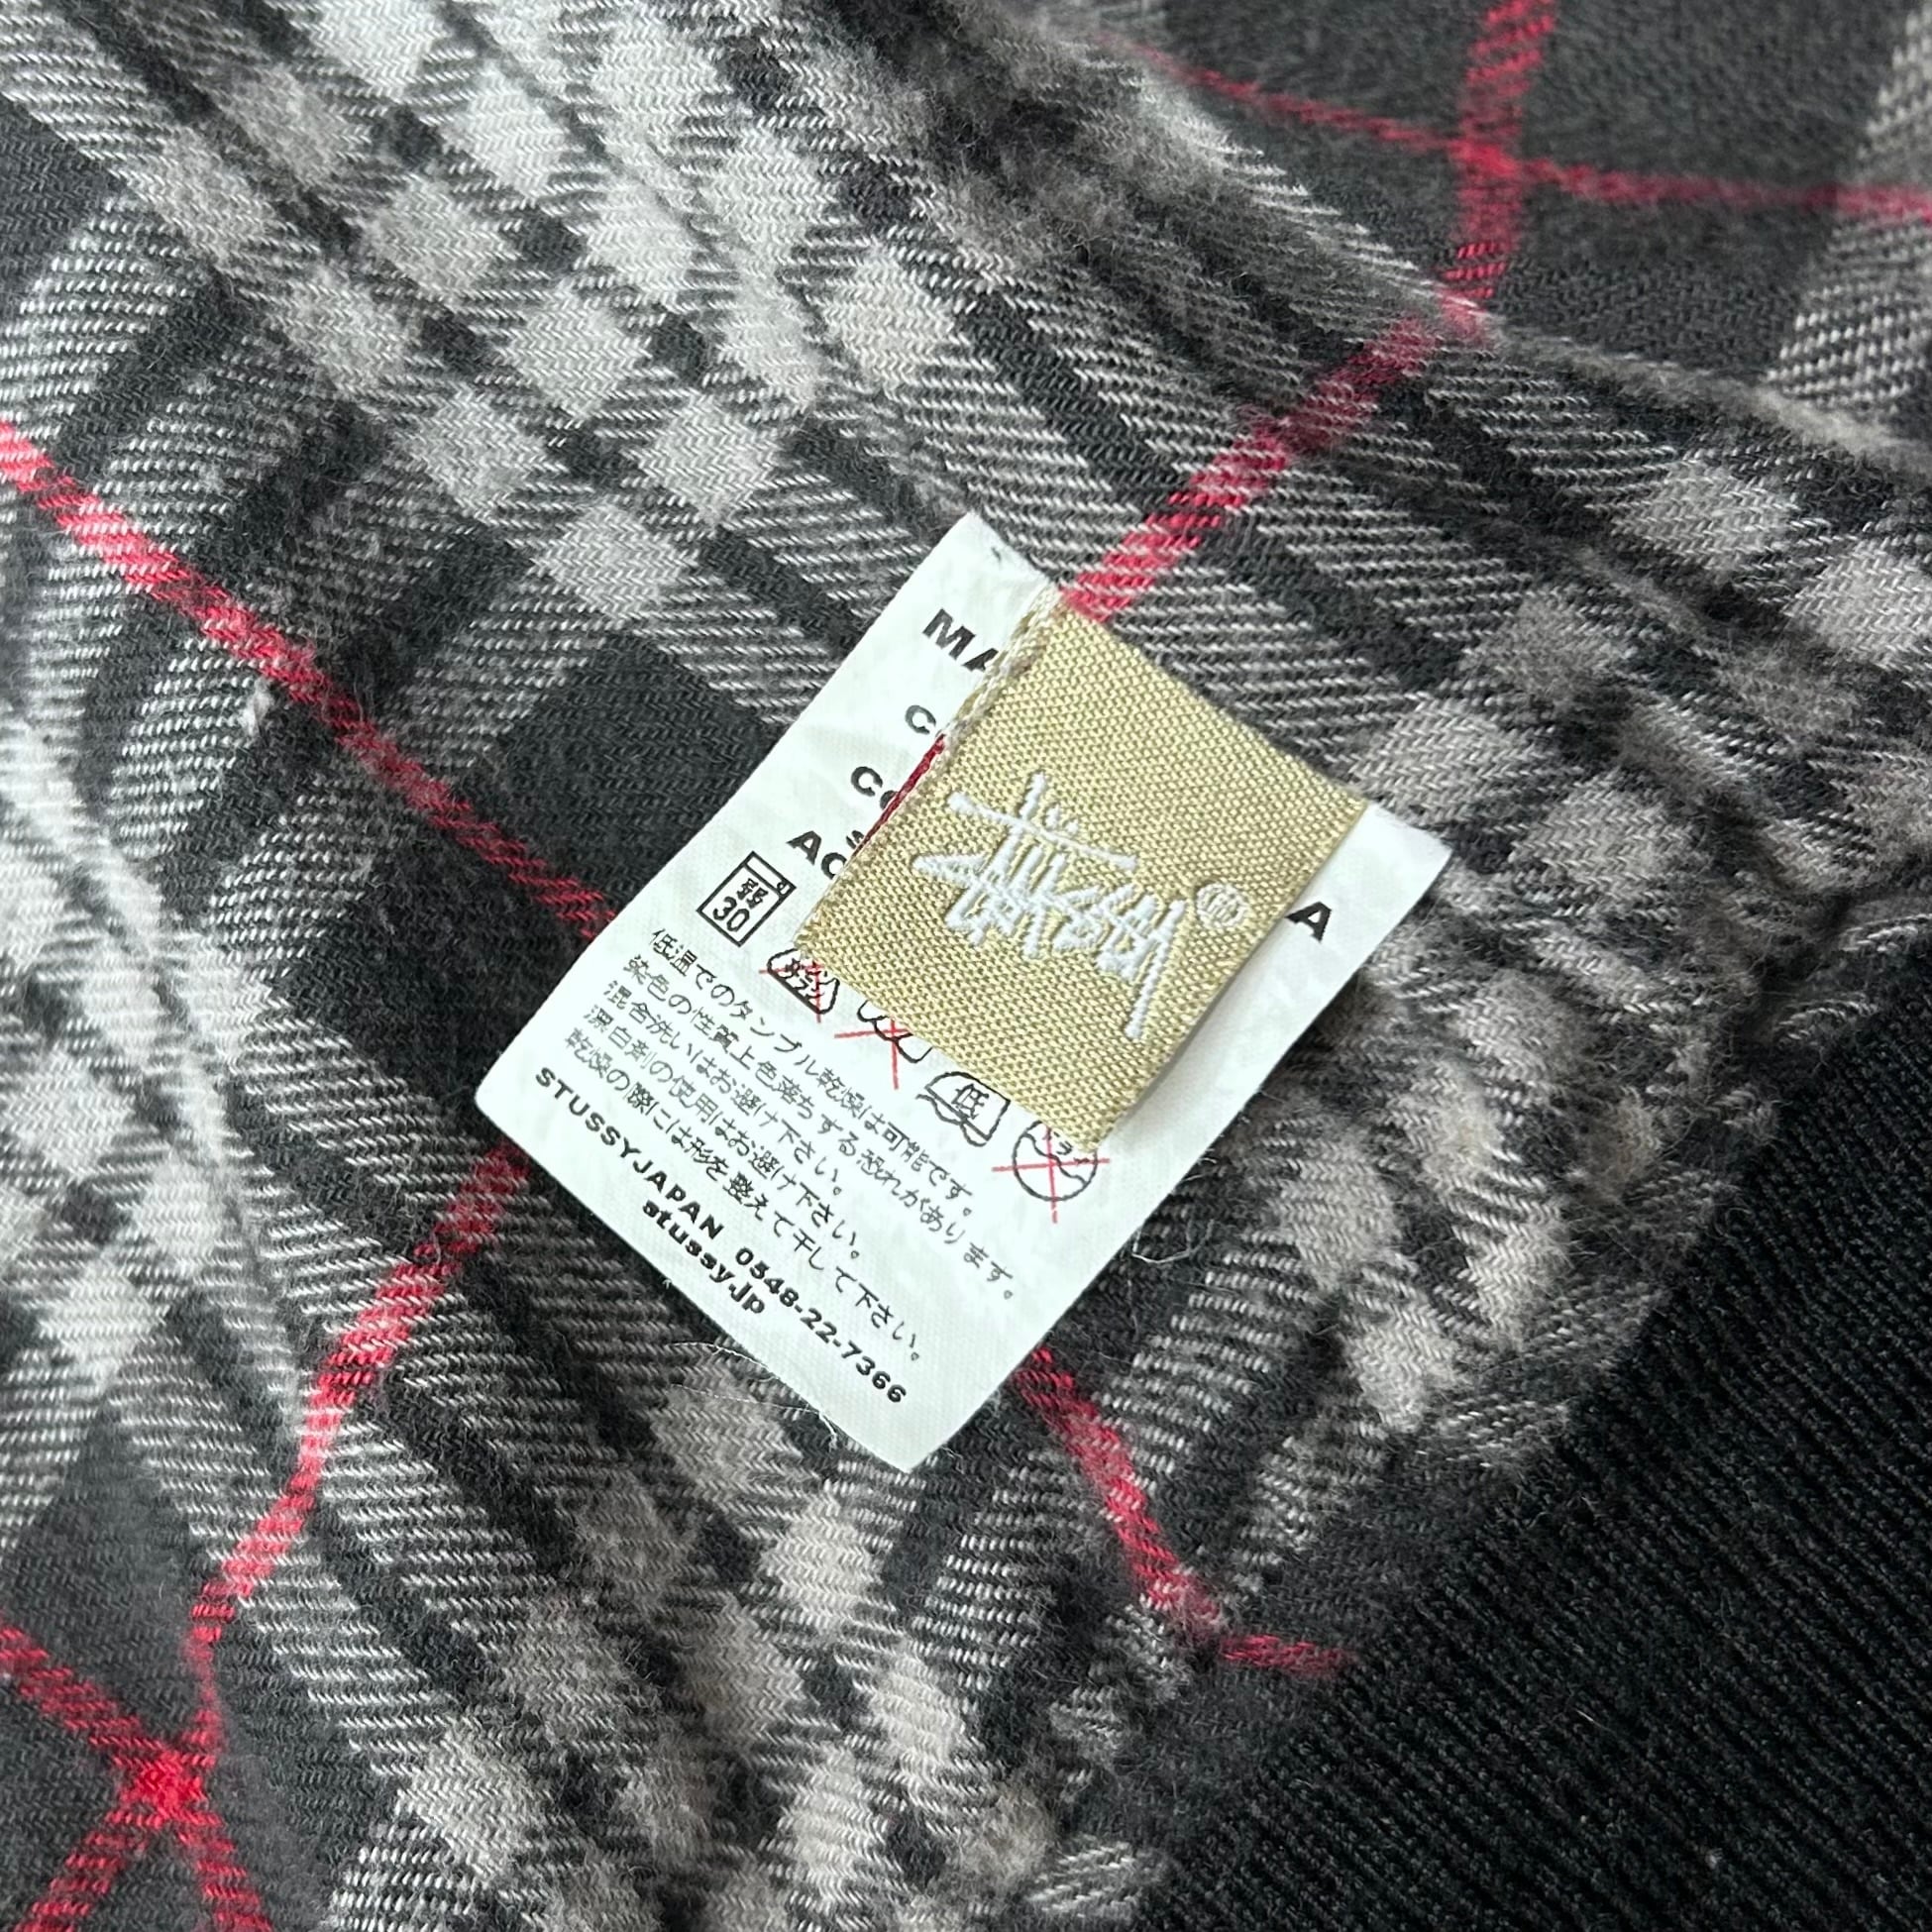 MA
C
A
Stüssy ®
弱
30
低
低温でのタンブル乾燥は可能です。
染色の性質上色落ちする恐れがあります。
混合洗いはお避け下さい。
漂白剤の使用はお避け下さい。
乾燥の際には形を整えて干して下さい。
STUSSYJAPAN 0548-22-7366
stussy.jp